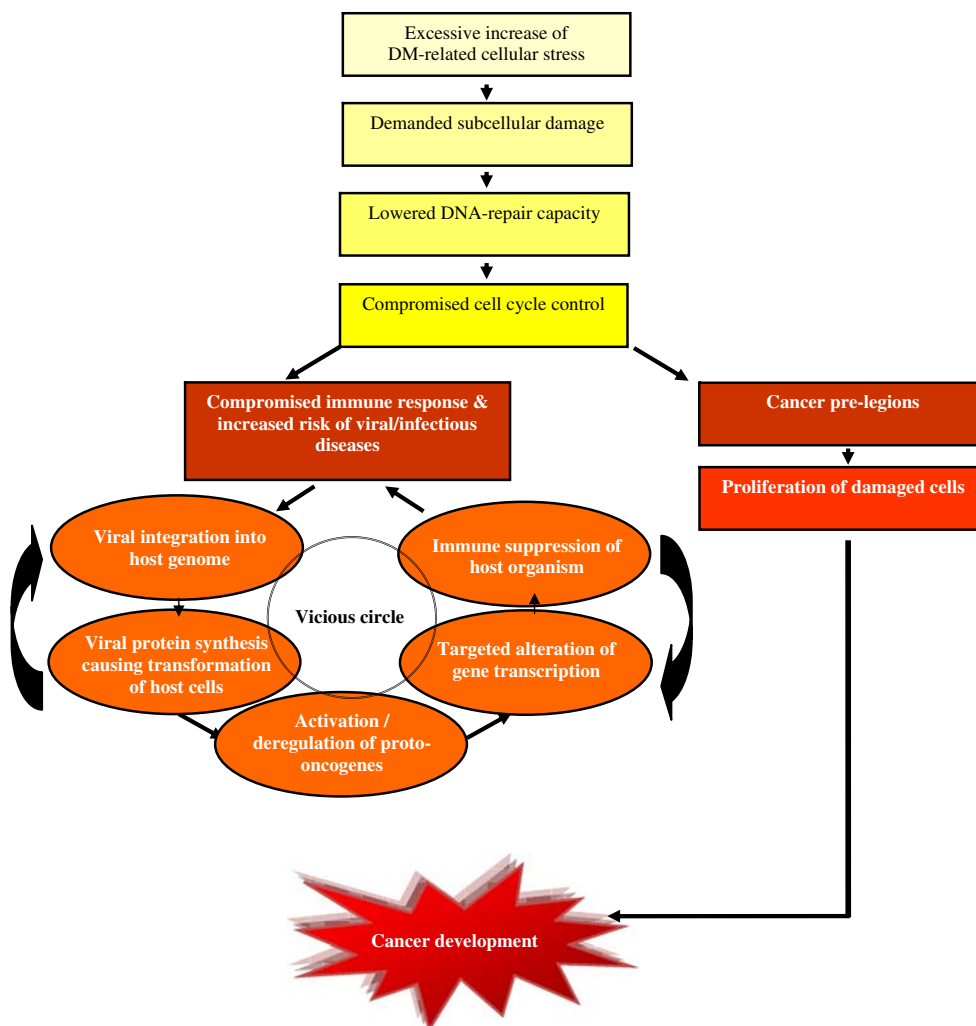 Excessive increase of
DM-related cellular stress
Demanded subcellular damage
Lowered DNA-repair capacity
Compromised cell cycle control
Compromised immune response &
increased risk of viral/infectious
diseases
Cancer pre-legions
Proliferation of damaged cells
Viral integration into
host genome
Immune suppression of
host organism
Vicious circle
Viral protein synthesis
causing transformation
of host cells
Targeted alteration of
gene transcription
Activation /
deregulation of proto-
oncogenes
Cancer development